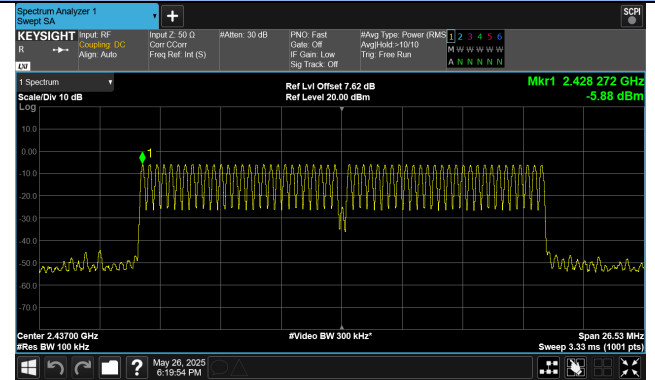 Spectrum Analyzer 1
Swept SA
SCPI
KEYSIGHT Input: RF Input Z: 50 Ω #Atten: 30 dB PNO: Fast #Avg Type: Power (RMS 1 2 3 4 5 6
R Coupling: DC Corr CCorr Gate: Off Avg|Hold:>10/10 M W W W W W
Align: Auto Freq Ref: Int (S) IF Gain: Low Trig: Free Run
LXI Sig Track: Off A N N N N N
1 Spectrum
Ref Lvl Offset 7.62 dB Mkr1 2.428 272 GHz
Scale/Div 10 dB Ref Level 20.00 dBm -5.88 dBm
Log
10.0
0.00
1
-10.0
-20.0
-30.0
-40.0
-50.0
-60.0
-70.0
Center 2.43700 GHz #Video BW 300 kHz* Span 26.53 MHz
#Res BW 100 kHz Sweep 3.33 ms (1001 pts)
? May 26, 2025
6:19:54 PM